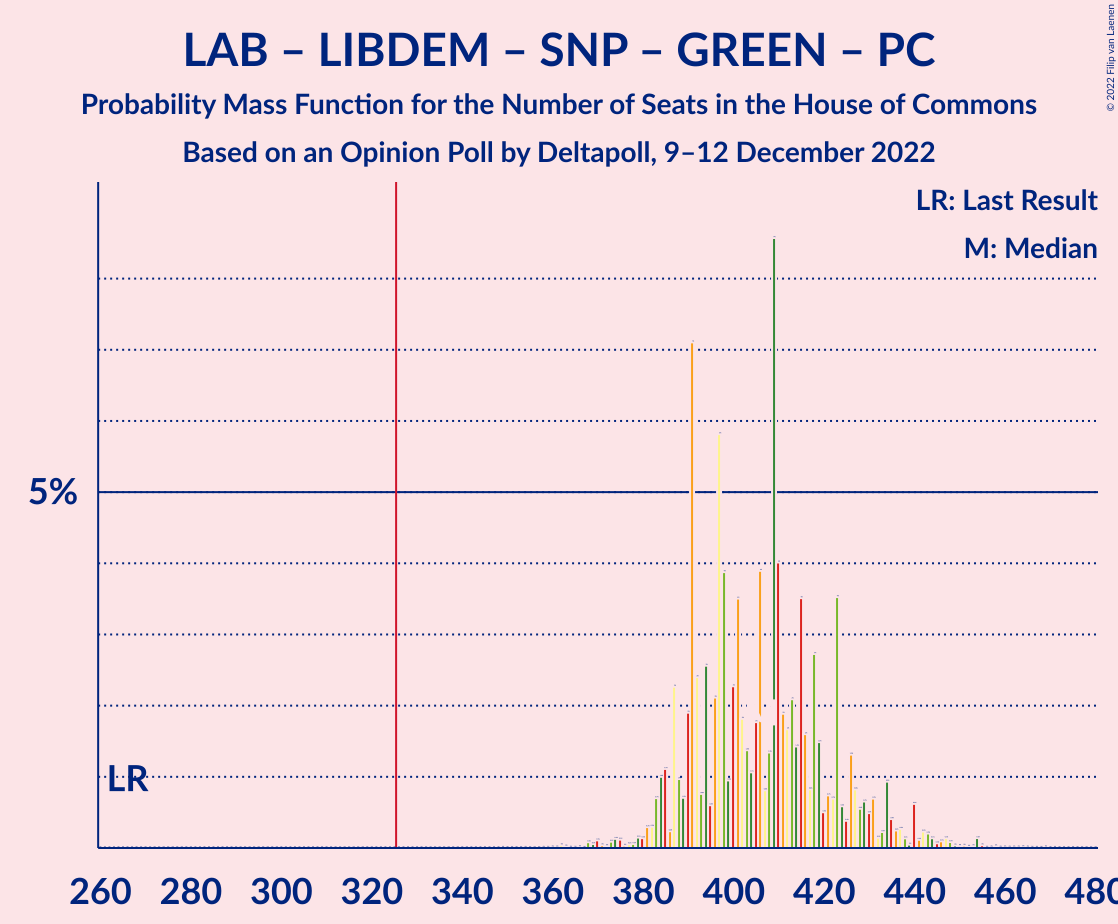 LAB – LIBDEM – SNP – GREEN – PC
Probability Mass Function for the Number of Seats in the House of Commons
Based on an Opinion Poll by Deltapoll, 9–12 December 2022
© 2022 Filip van Laenen
LR: Last Result
M: Median
5%
LR
260 280 300 320 340 360 380 400 420 440 460 480